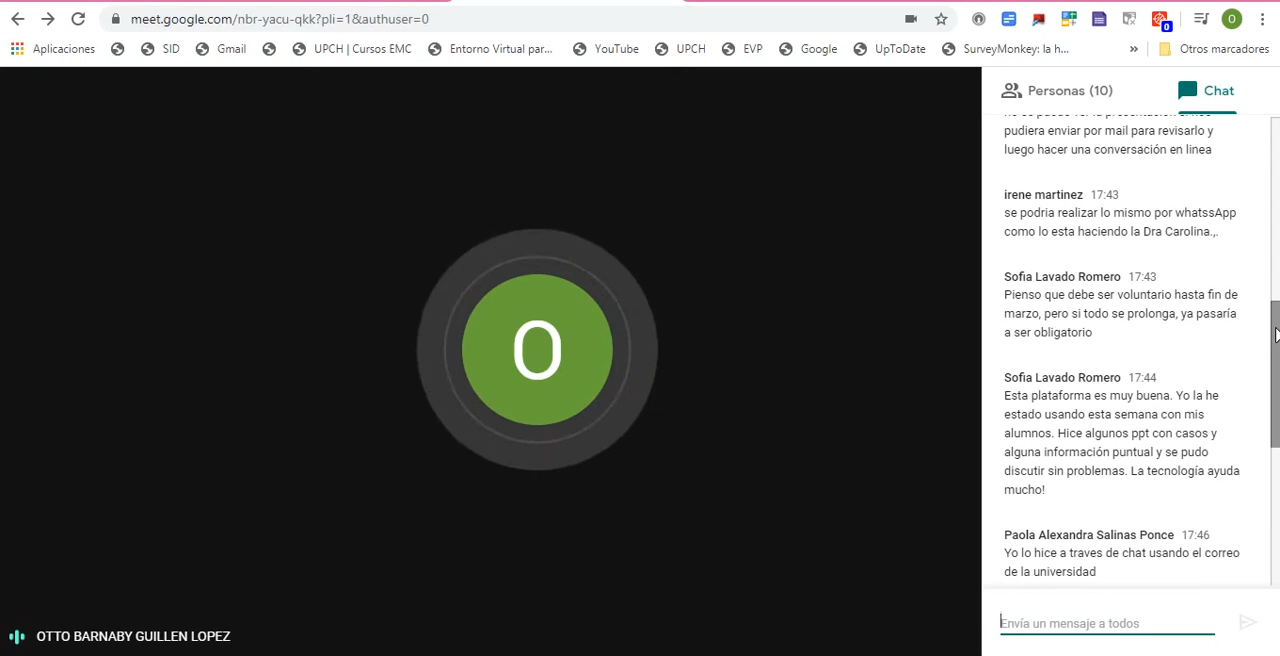 meet.google.com/nbr-yacu-qkk?pli=1&authuser=0
0
O
Aplicaciones
SID
Gmail
UPCH | Cursos EMC
Entorno Virtual par...
YouTube
UPCH
EVP
Google
UpToDate
SurveyMonkey: la h...
»
Otros marcadores
Personas (10)
Chat
pudiera enviar por mail para revisarlo y
luego hacer una conversación en linea
irene martinez 17:43
se podria realizar lo mismo por whatssApp
como lo esta haciendo la Dra Carolina.,.
Sofia Lavado Romero 17:43
Pienso que debe ser voluntario hasta fin de
marzo, pero si todo se prolonga, ya pasaría
a ser obligatorio
Sofia Lavado Romero 17:44
Esta plataforma es muy buena. Yo la he
estado usando esta semana con mis
alumnos. Hice algunos ppt con casos y
alguna información puntual y se pudo
discutir sin problemas. La tecnología ayuda
mucho!
Paola Alexandra Salinas Ponce 17:46
Yo lo hice a traves de chat usando el correo
de la universidad
Envía un mensaje a todos
O
OTTO BARNABY GUILLEN LOPEZ